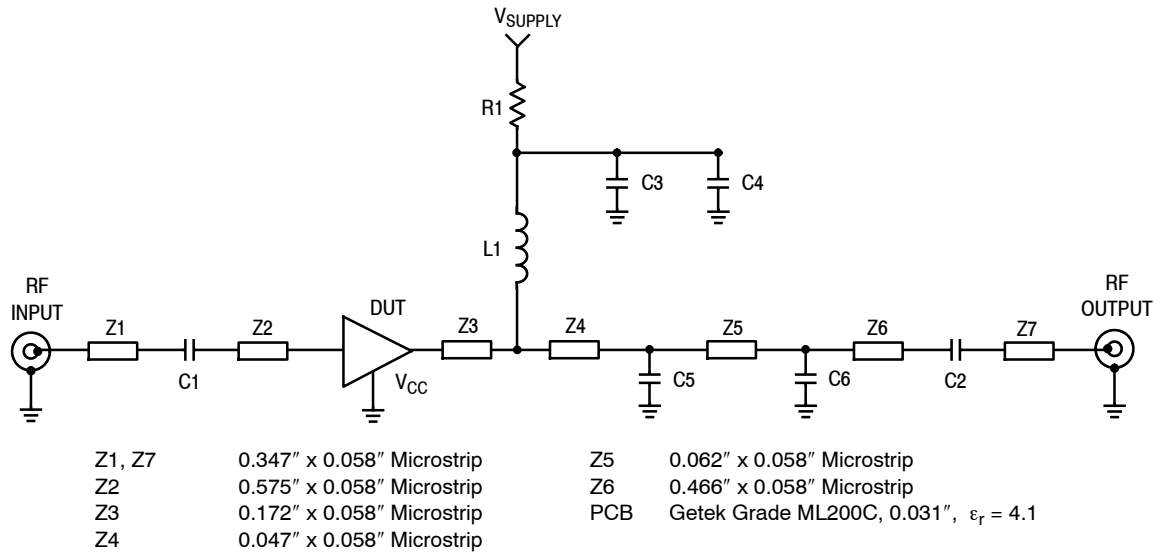 V_SUPPLY
R1
C3
C4
L1
RF
INPUT
Z1
C1
Z2
DUT
V_CC
Z3
Z4
C5
Z5
C6
Z6
C2
Z7
RF
OUTPUT
Z1, Z7 0.347″ x 0.058″ Microstrip
Z2 0.575″ x 0.058″ Microstrip
Z3 0.172″ x 0.058″ Microstrip
Z4 0.047″ x 0.058″ Microstrip
Z5 0.062″ x 0.058″ Microstrip
Z6 0.466″ x 0.058″ Microstrip
PCB Getek Grade ML200C, 0.031″, ε_r = 4.1